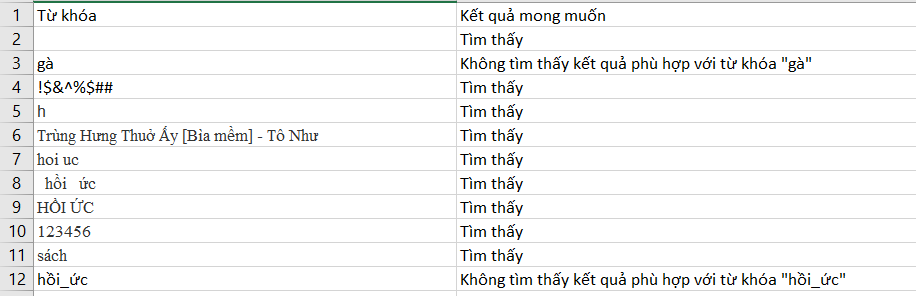 1 Từ khóa Kết quả mong muốn
2 Tìm thấy
3 gà Không tìm thấy kết quả phù hợp với từ khóa "gà"
4 !$&^%$## Tìm thấy
5 h Tìm thấy
6 Trùng Hưng Thuở Ấy [Bìa mềm] - Tô Như Tìm thấy
7 hoi uc Tìm thấy
8 hồi ức Tìm thấy
9 HỒI ỨC Tìm thấy
10 123456 Tìm thấy
11 sách Tìm thấy
12 hồi_ức Không tìm thấy kết quả phù hợp với từ khóa "hồi_ức"